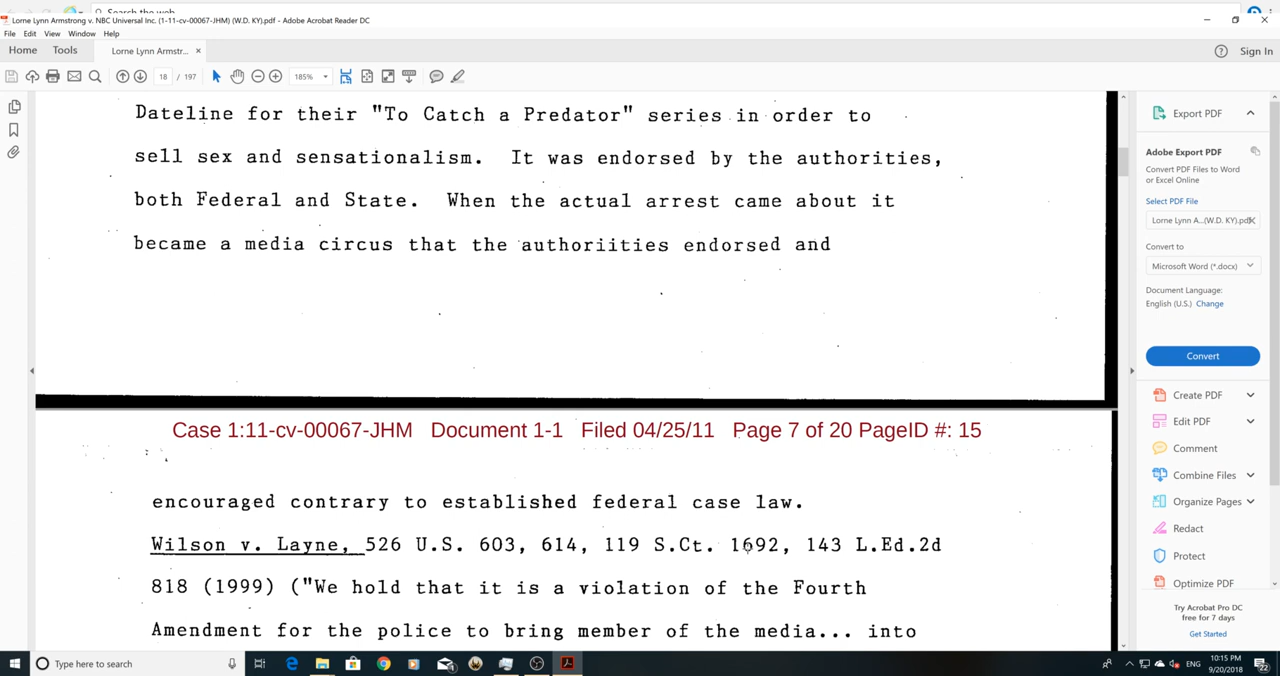 Search the web
Lorne Lynn Armstrong v. NBC Universal Inc. (1-11-cv-00067-JHM) (W.D. KY).pdf - Adobe Acrobat Reader DC
File Edit View Window Help
Home Tools Lorne Lynn Armstr... × Sign In
18 / 197 185%
Dateline for their "To Catch a Predator" series in order to
sell sex and sensationalism. It was endorsed by the authorities,
both Federal and State. When the actual arrest came about it
became a media circus that the authoriities endorsed and
Case 1:11-cv-00067-JHM Document 1-1 Filed 04/25/11 Page 7 of 20 PageID #: 15
encouraged contrary to established federal case law.
Wilson v. Layne, 526 U.S. 603, 614, 119 S.Ct. 1692, 143 L.Ed.2d
818 (1999) ("We hold that it is a violation of the Fourth
Amendment for the police to bring member of the media... into
Export PDF
Adobe Export PDF
Convert PDF Files to Word
or Excel Online
Select PDF File
Lorne Lynn A...(W.D. KY).pdf
Convert to
Microsoft Word (*.docx)
Document Language:
English (U.S.) Change
Convert
Create PDF
Edit PDF
Comment
Combine Files
Organize Pages
Redact
Protect
Optimize PDF
Try Acrobat Pro DC
free for 7 days
Get Started
Type here to search
ENG
10:15 PM
9/20/2018
22